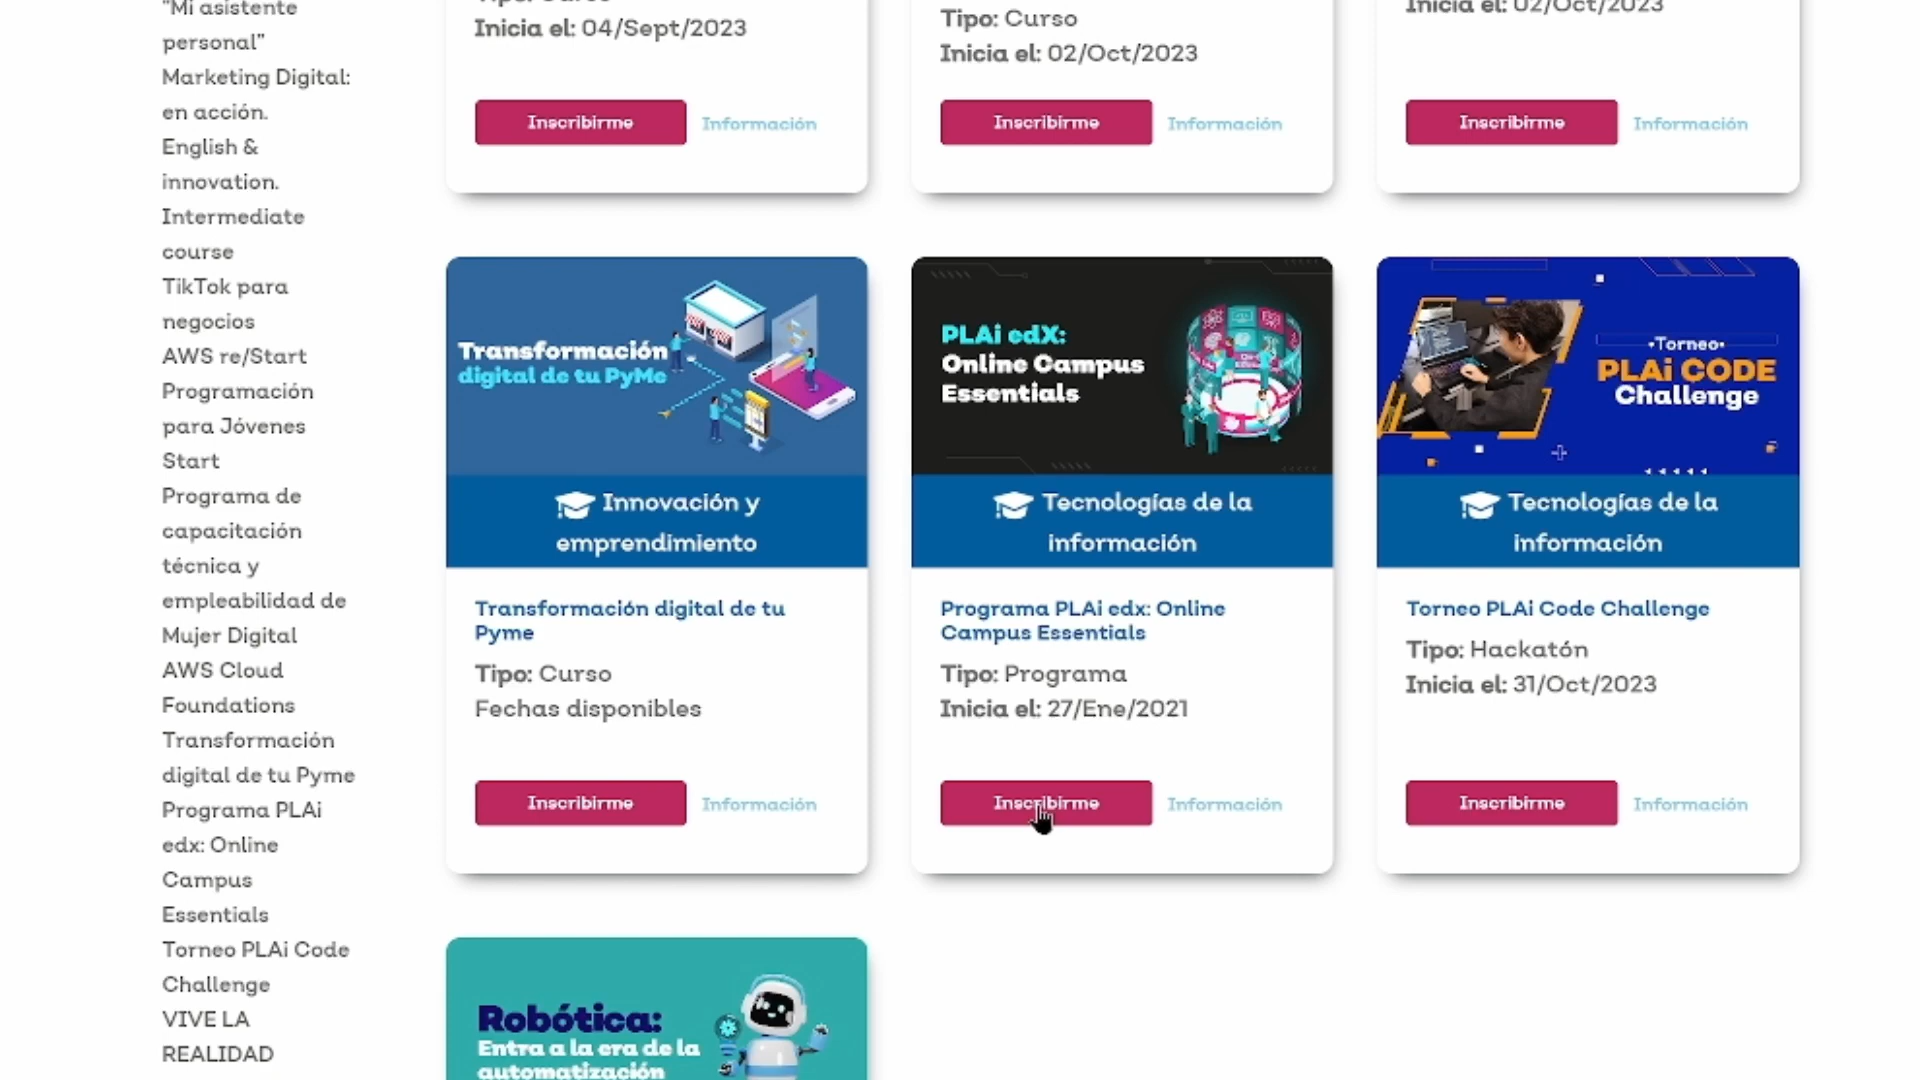 "Mi asistente
personal"
Marketing Digital:
en acción.
English &
innovation.
Intermediate
course
TikTok para
negocios
AWS re/Start
Programación
para Jóvenes
Start
Programa de
capacitación
técnica y
empleabilidad de
Mujer Digital
AWS Cloud
Foundations
Transformación
digital de tu Pyme
Programa PLAi
edx: Online
Campus
Essentials
Torneo PLAi Code
Challenge
VIVE LA
REALIDAD
Tipo: Curso
Inicia el: 04/Sept/2023
Inscribirme Información
Tipo: Curso
Inicia el: 02/Oct/2023
Inscribirme Información
Inicia el: 02/Oct/2023
Inscribirme Información
Transformación
digital de tu PyMe
Innovación y
emprendimiento
Transformación digital de tu
Pyme
Tipo: Curso
Fechas disponibles
Inscribirme Información
PLAi edX:
Online Campus
Essentials
Tecnologías de la
información
Programa PLAi edx: Online
Campus Essentials
Tipo: Programa
Inicia el: 27/Ene/2021
Inscribirme Información
•Torneo•
PLAi CODE
Challenge
Tecnologías de la
información
Torneo PLAi Code Challenge
Tipo: Hackatón
Inicia el: 31/Oct/2023
Inscribirme Información
Robótica:
Entra a la era de la
automatización